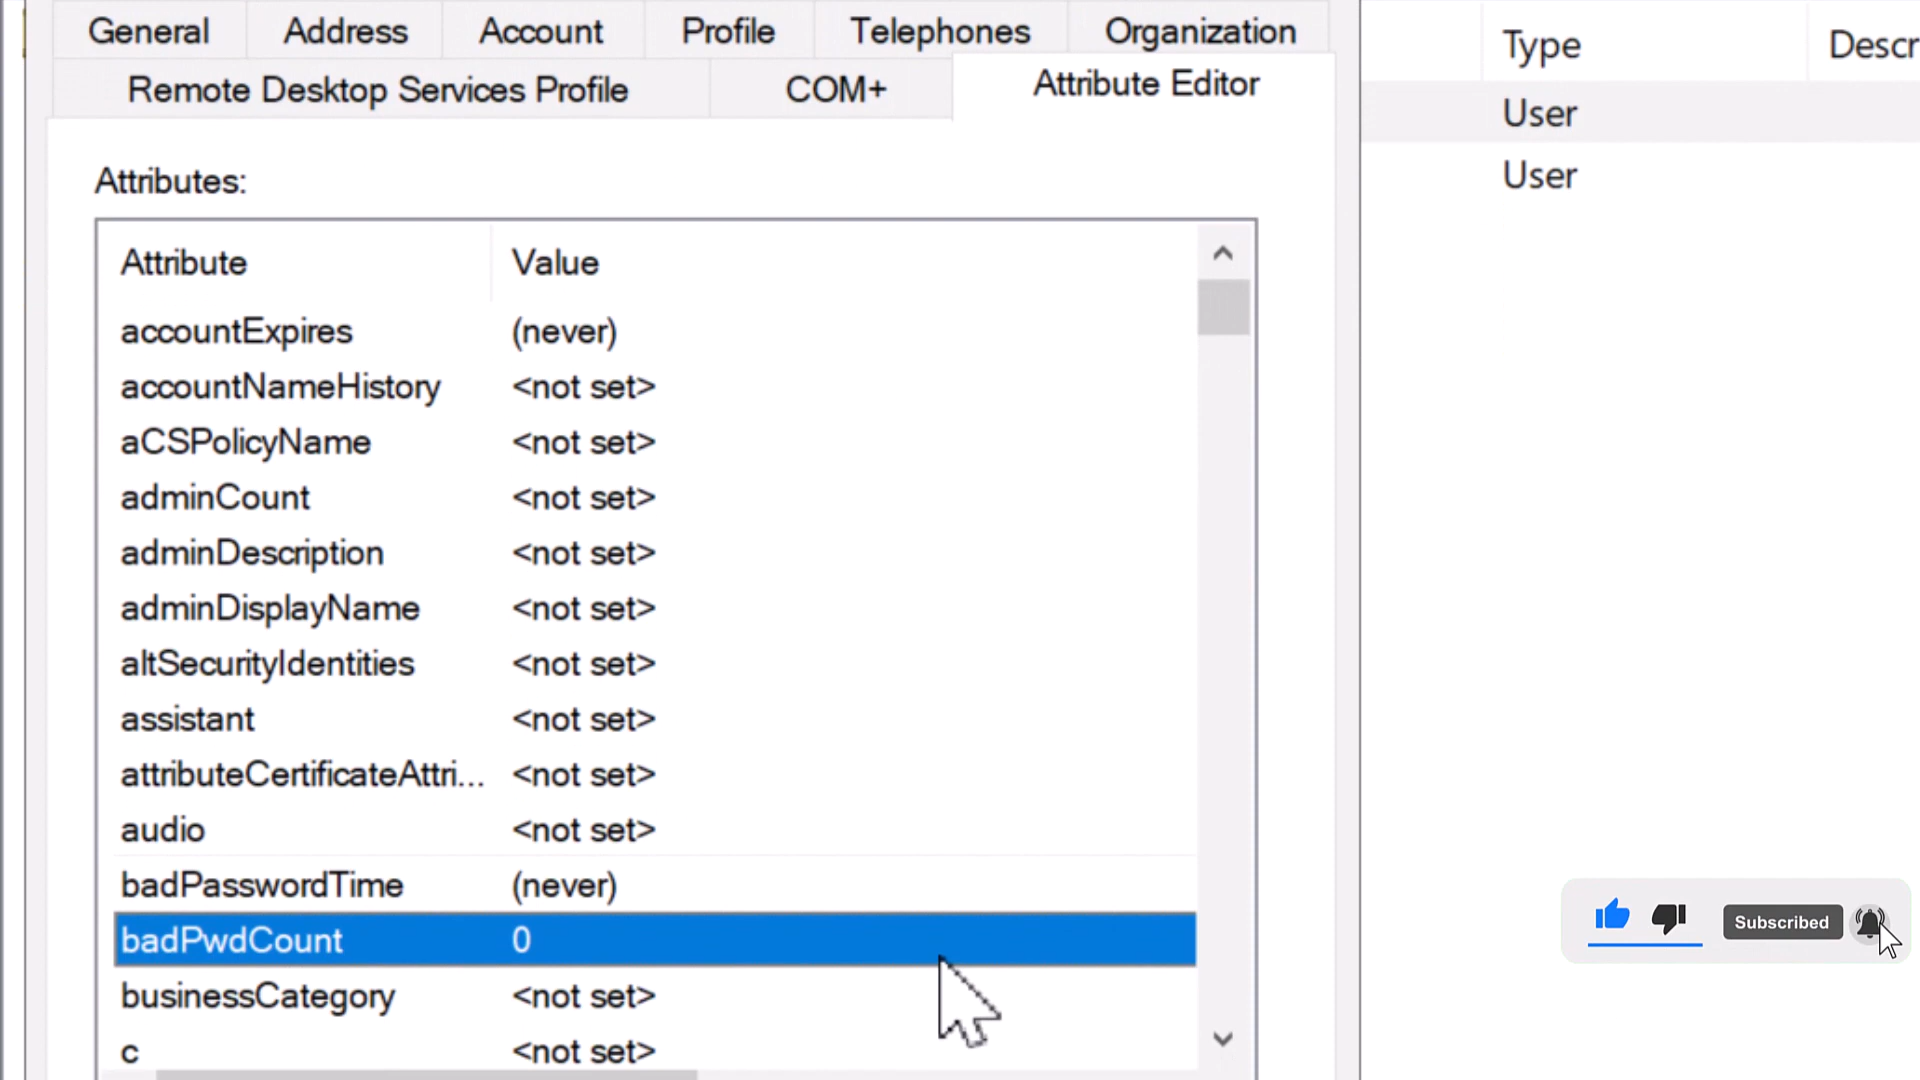 General Address Account Profile Telephones Organization
Remote Desktop Services Profile COM+ Attribute Editor
Attributes:
Attribute Value
accountExpires (never)
accountNameHistory <not set>
aCSPolicyName <not set>
adminCount <not set>
adminDescription <not set>
adminDisplayName <not set>
altSecurityIdentities <not set>
assistant <not set>
attributeCertificateAttri... <not set>
audio <not set>
badPasswordTime (never)
badPwdCount 0
businessCategory <not set>
c <not set>
Type Descr
User
User
Subscribed